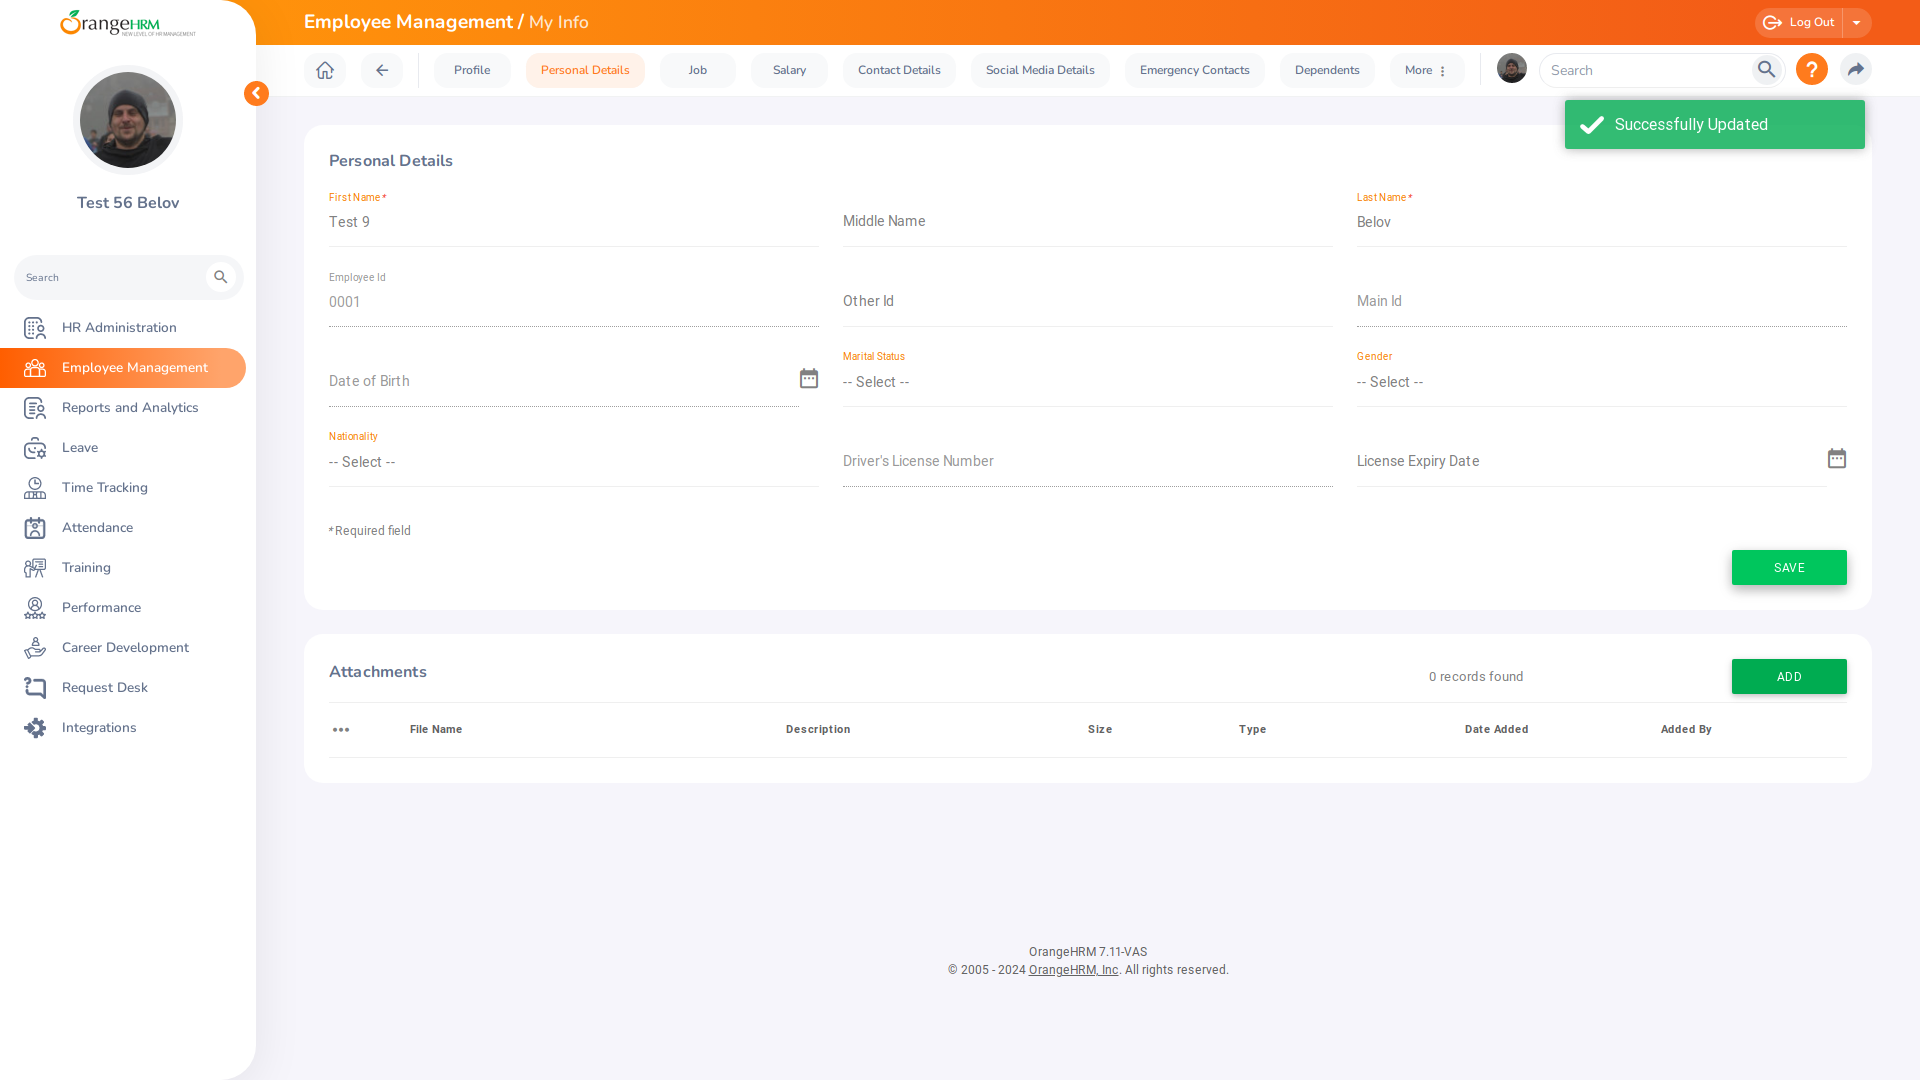 OrangeHRM
NEW LEVEL OF HR MANAGEMENT
Employee Management / My Info
Log Out
Profile
Personal Details
Job
Salary
Contact Details
Social Media Details
Emergency Contacts
Dependents
More
Search
?
Successfully Updated
Test 56 Belov
Search
HR Administration
Employee Management
Reports and Analytics
Leave
Time Tracking
Attendance
Training
Performance
Career Development
Request Desk
Integrations
Personal Details
First Name*
Test 9
Middle Name
Last Name*
Belov
Employee Id
0001
Other Id
Main Id
Date of Birth
Marital Status
-- Select --
Gender
-- Select --
Nationality
-- Select --
Driver's License Number
License Expiry Date
* Required field
SAVE
Attachments
0 records found
ADD
File Name
Description
Size
Type
Date Added
Added By
OrangeHRM 7.11-VAS
© 2005 - 2024 OrangeHRM, Inc. All rights reserved.